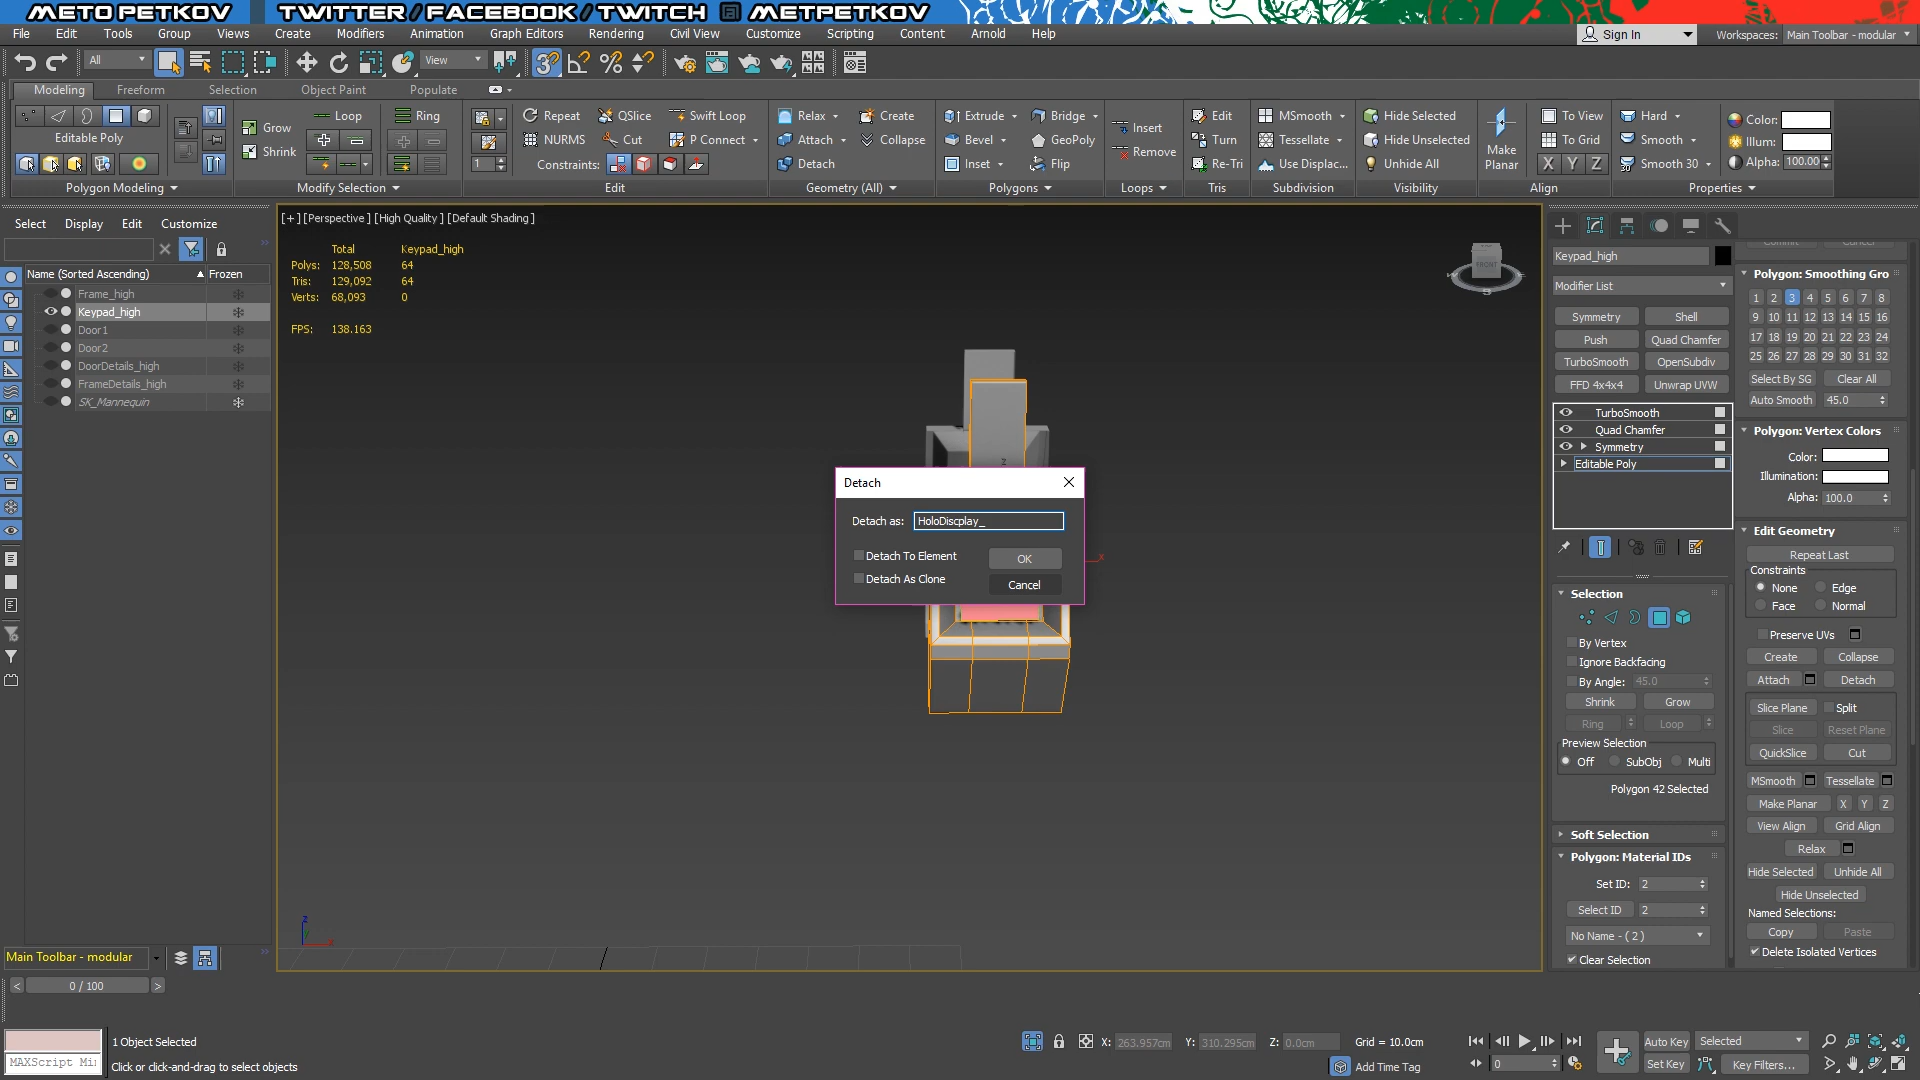 METO PETKOV TWITTER/FACEBOOK/TWITCH @ METPETKOV
File Edit Tools Group Views Create Modifiers Animation Graph Editors Rendering Civil View Customize Scripting Content Arnold Help Sign In Workspaces: Main Toolbar - modular
All View
Modeling Freeform Selection Object Paint Populate
Grow Loop Ring Repeat QSlice Swift Loop Relax Create Extrude Bridge Insert Edit MSmooth Hide Selected To View Hard Color:
Editable Poly Shrink NURMS Cut P Connect Attach Collapse Bevel GeoPoly Remove Turn Tessellate Hide Unselected Make Planar To Grid Smooth Illum:
1 Constraints: Detach Inset Flip Re-Tri Use Displac... Unhide All X Y Z Smooth 30 Alpha: 100.00
Polygon Modeling Modify Selection Edit Geometry (All) Polygons Loops Tris Subdivision Visibility Align Properties
Select Display Edit Customize
Name (Sorted Ascending) Frozen
Frame_high
Keypad_high
Door1
Door2
DoorDetails_high
FrameDetails_high
SK_Mannequin
[+] [Perspective ] [High Quality ] [Default Shading ]
Total Keypad_high
Polys: 128,508 64
Tris: 129,092 64
Verts: 68,093 0
FPS: 138.163
FRONT
S
z
x
Detach
Detach as: HoloDiscplay_
Detach To Element OK
Detach As Clone Cancel
z
x
Keypad_high
Modifier List
Symmetry Shell
Push Quad Chamfer
TurboSmooth OpenSubdiv
FFD 4x4x4 Unwrap UVW
TurboSmooth
Quad Chamfer
Symmetry
Editable Poly
Selection
By Vertex
Ignore Backfacing
By Angle: 45.0
Shrink Grow
Ring Loop
Preview Selection
Off SubObj Multi
Polygon 42 Selected
Soft Selection
Polygon: Material IDs
Set ID: 2
Select ID 2
No Name - ( 2 )
Clear Selection
Commit Cancel
Polygon: Smoothing Gro
1 2 3 4 5 6 7 8
9 10 11 12 13 14 15 16
17 18 19 20 21 22 23 24
25 26 27 28 29 30 31 32
Select By SG Clear All
Auto Smooth 45.0
Polygon: Vertex Colors
Color:
Illumination:
Alpha: 100.0
Edit Geometry
Repeat Last
Constraints
None Edge
Face Normal
Preserve UVs
Create Collapse
Attach Detach
Slice Plane Split
Slice Reset Plane
QuickSlice Cut
MSmooth Tessellate
Make Planar X Y Z
View Align Grid Align
Relax
Hide Selected Unhide All
Hide Unselected
Named Selections:
Copy Paste
Delete Isolated Vertices
Main Toolbar - modular
< 0 / 100 >
1 Object Selected X: 263.957cm Y: 310.295cm Z: 0.0cm Grid = 10.0cm Auto Key Selected
MAXScript Mi Click or click-and-drag to select objects Add Time Tag 0 Set Key Key Filters...